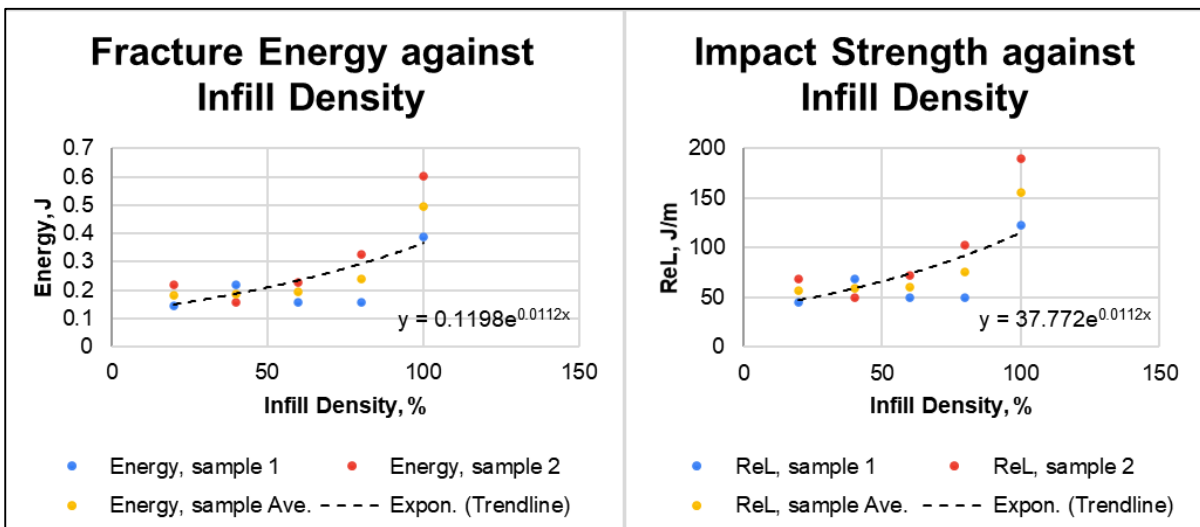 Fracture Energy against
Infill Density
0.7
0.6
0.5
0.4
0.3
0.2
0.1
0
Energy, J
y = 0.1198e^0.0112x
0
50
100
150
Infill Density, %
Energy, sample 1
Energy, sample 2
Energy, sample Ave.
Expon. (Trendline)
Impact Strength against
Infill Density
200
150
100
50
0
ReL, J/m
y = 37.772e^0.0112x
0
50
100
150
Infill Density, %
ReL, sample 1
ReL, sample 2
ReL, sample Ave.
Expon. (Trendline)